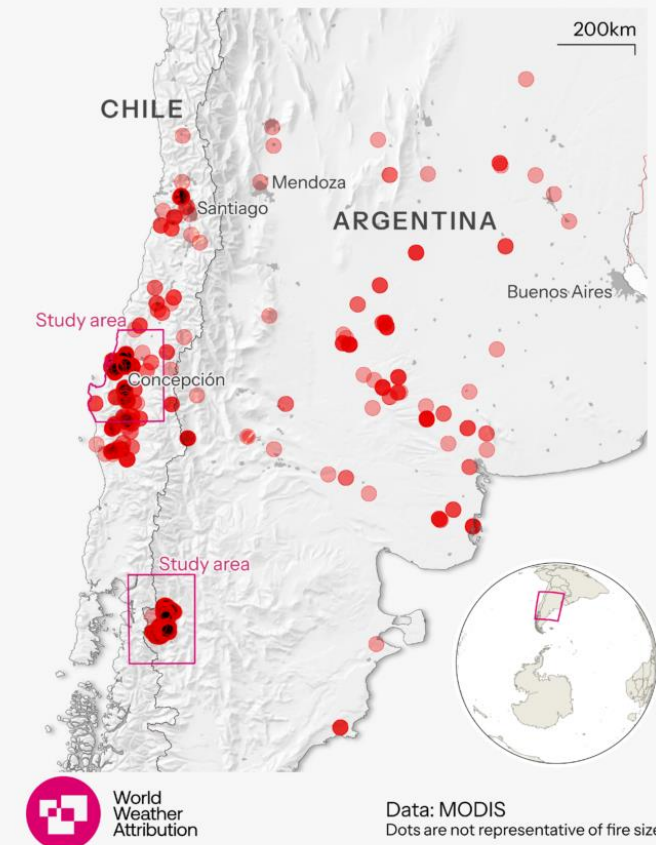 200km
CHILE
Mendoza
Santiago
ARGENTINA
Buenos Aires
Study area
Concepción
Study area
World
Weather
Attribution
Data: MODIS
Dots are not representative of fire size